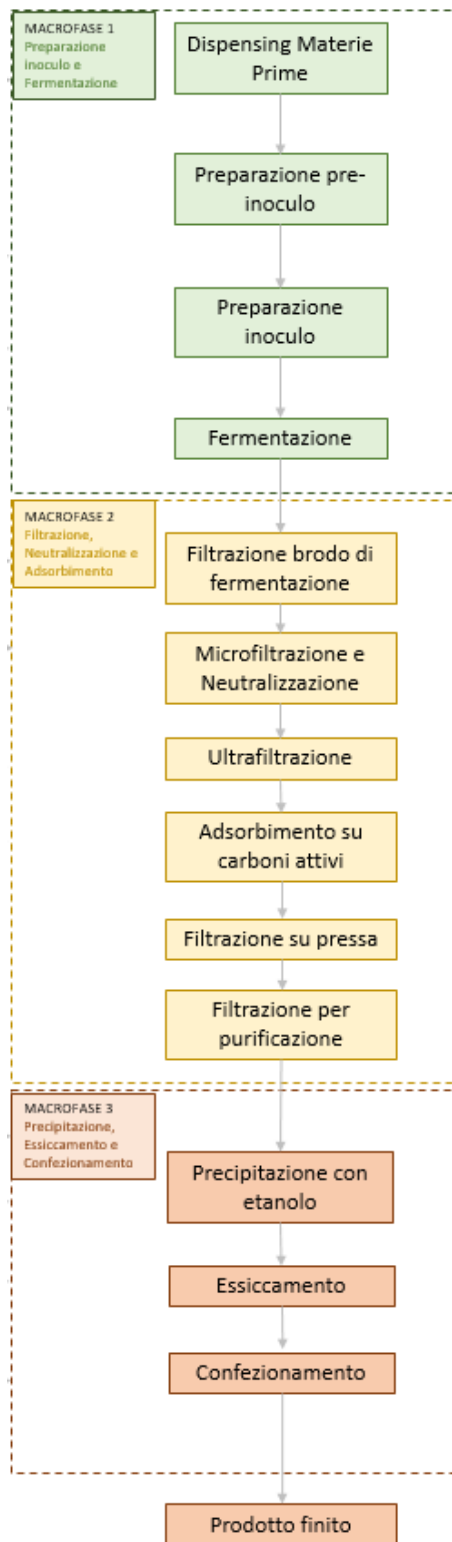 MACROFASE 1
Preparazione
inoculo e
Fermentazione
Dispensing Materie
Prime
Preparazione pre-
inoculo
Preparazione
inoculo
Fermentazione
MACROFASE 2
Filtrazione,
Neutralizzazione e
Adsorbimento
Filtrazione brodo di
fermentazione
Microfiltrazione e
Neutralizzazione
Ultrafiltrazione
Adsorbimento su
carboni attivi
Filtrazione su pressa
Filtrazione per
purificazione
MACROFASE 3
Precipitazione,
Essiccamento e
Confezionamento
Precipitazione con
etanolo
Essiccamento
Confezionamento
Prodotto finito